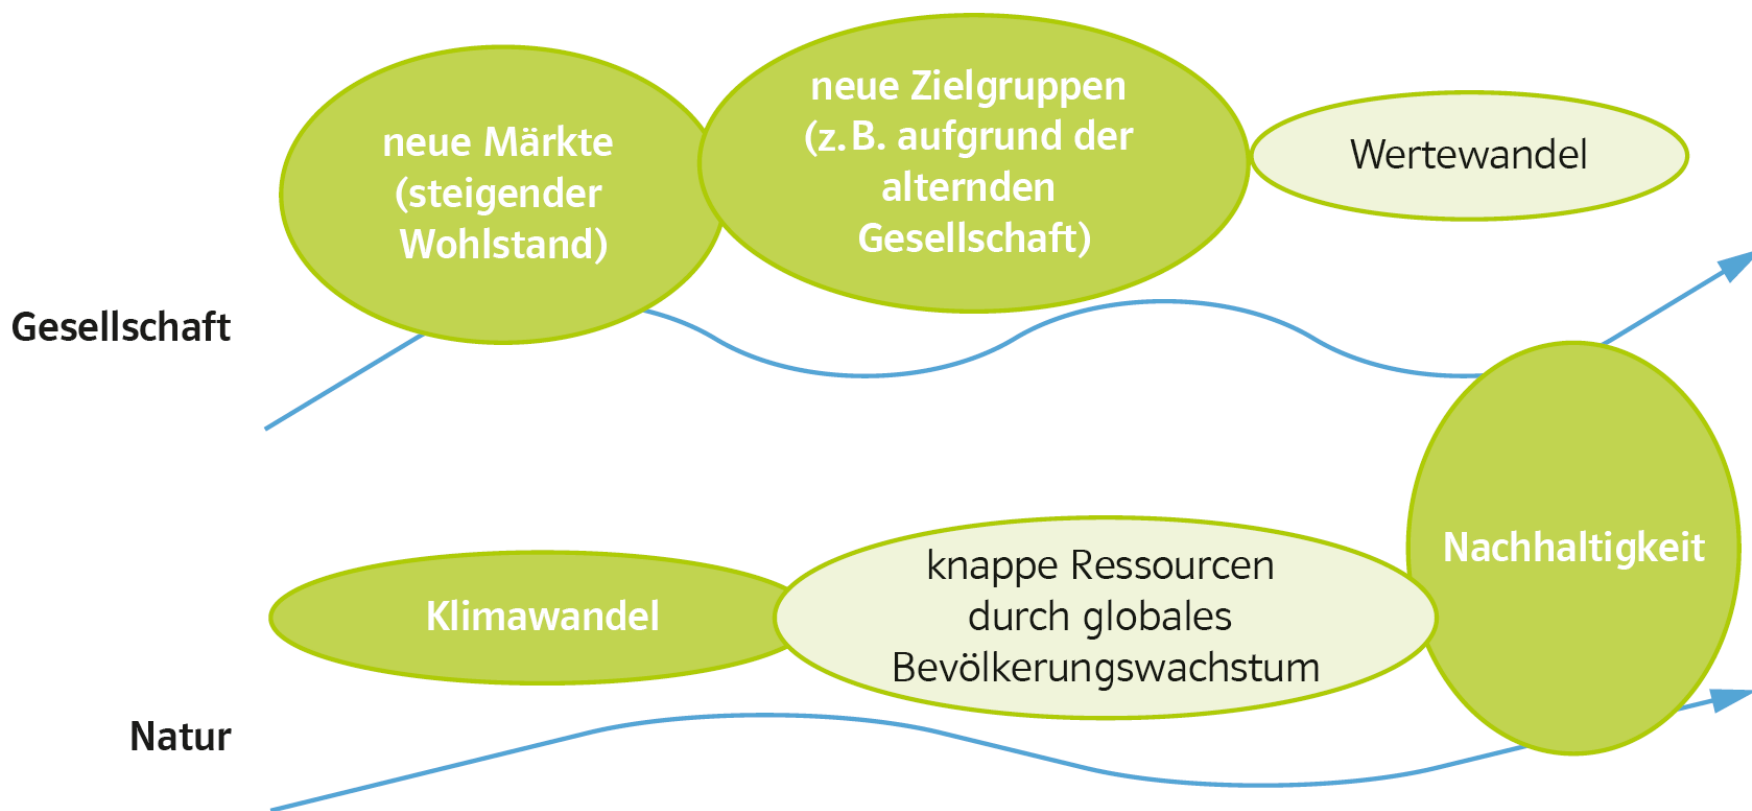 neue Märkte
(steigender
Wohlstand)
neue Zielgruppen
(z. B. aufgrund der
alternden
Gesellschaft)
Wertewandel
Gesellschaft
Klimawandel
knappe Ressourcen
durch globales
Bevölkerungswachstum
Nachhaltigkeit
Natur